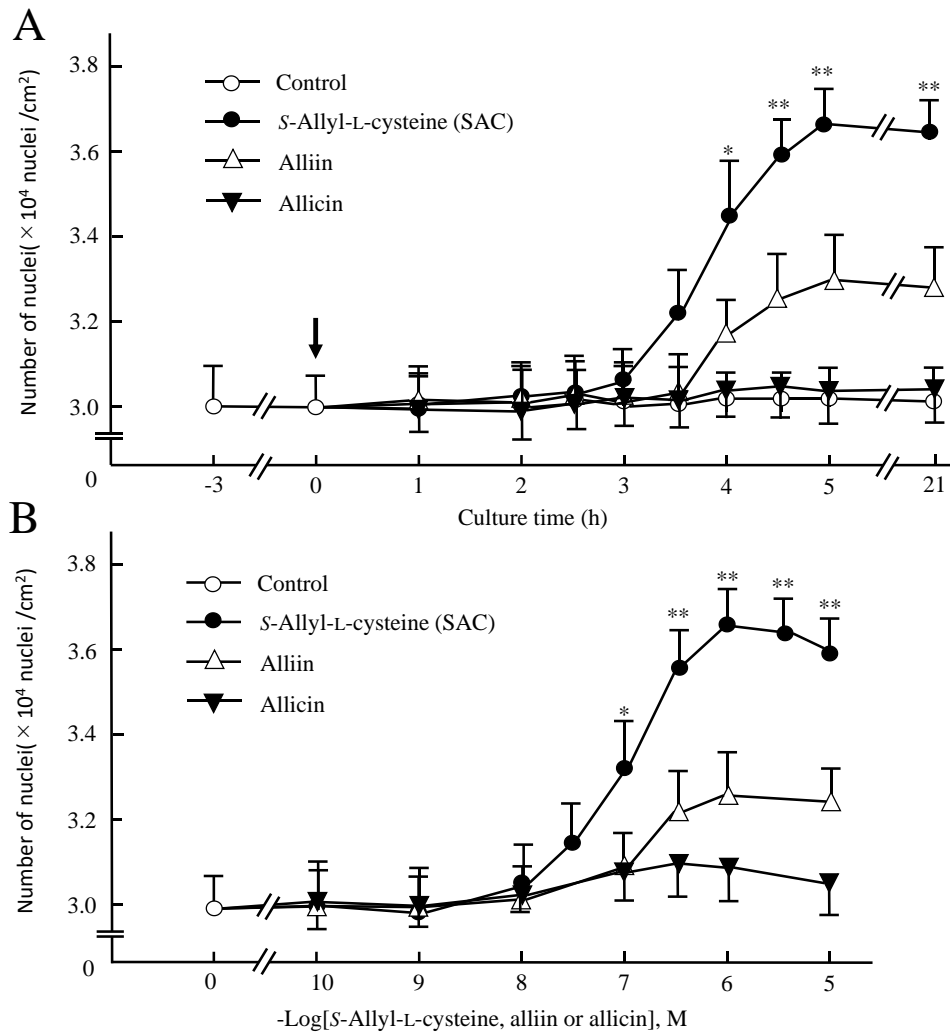 A
Number of nuclei(×10⁴ nuclei /cm²)
3.8
3.6
3.4
3.2
3.0
0
Control
S-Allyl-L-cysteine (SAC)
Alliin
Allicin
*
**
**
**
-3
0
1
2
3
4
5
21
Culture time (h)
B
Number of nuclei(×10⁴ nuclei /cm²)
3.8
3.6
3.4
3.2
3.0
0
Control
S-Allyl-L-cysteine (SAC)
Alliin
Allicin
*
**
**
**
**
0
10
9
8
7
6
5
-Log[S-Allyl-L-cysteine, alliin or allicin], M